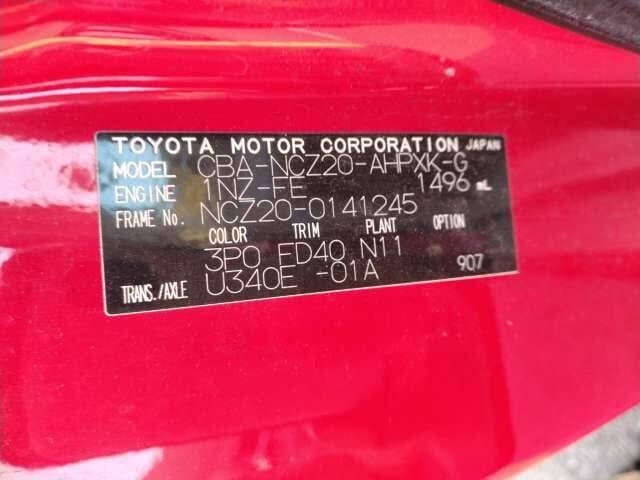 TOYOTA MOTOR CORPORATION JAPAN
MODEL CBA-NCZ20-AHPXK-G
ENGINE 1NZ-FE 1496 mL
FRAME No. NCZ20-0141245
COLOR TRIM PLANT OPTION
3P0 FD40 N11
TRANS./AXLE U340E -01A 907